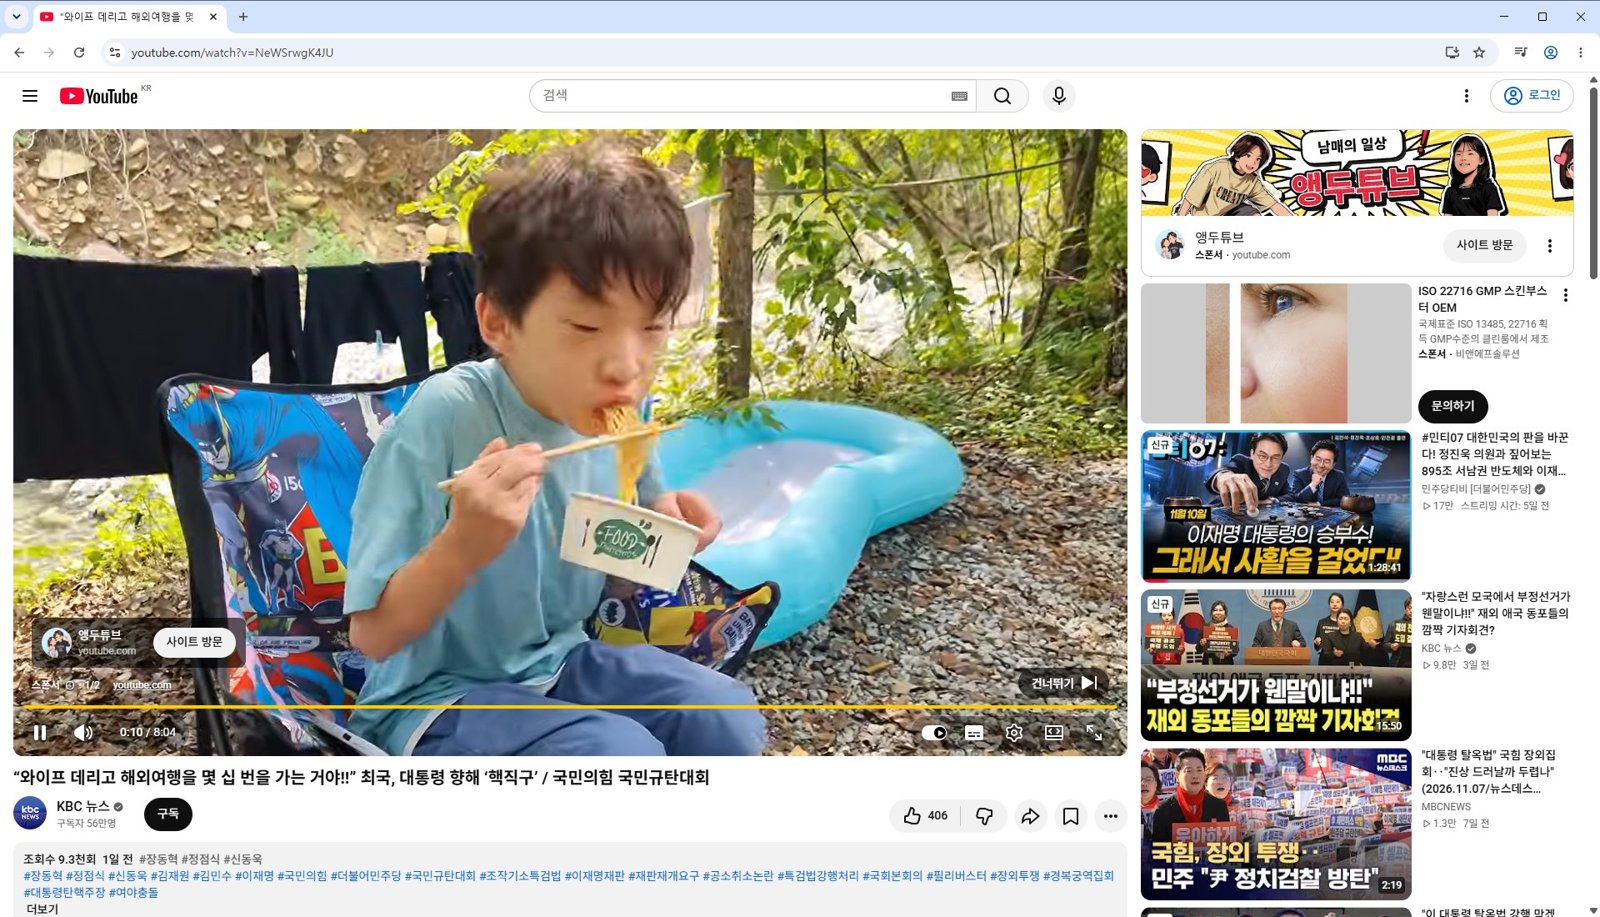 "와이프 데리고 해외여행을 몇
youtube.com/watch?v=NeWSrwgK4JU
YouTube KR
검색
로그인
FOOD
앵두튜브
youtube.com
사이트 방문
스폰서 · 1/2 youtube.com
건너뛰기
0:10 / 8:04
“와이프 데리고 해외여행을 몇 십 번을 가는 거야!!” 최국, 대통령 향해 ‘핵직구’ / 국민의힘 국민규탄대회
kbc NEWS
KBC 뉴스
구독자 56만명
구독
406
조회수 9.3천회 1일 전 #장동혁 #정점식 #신동욱
#장동혁 #정점식 #신동욱 #김재원 #김민수 #이재명 #국민의힘 #더불어민주당 #국민규탄대회 #조작기소특검법 #이재명재판 #재판재개요구 #공소취소논란 #특검법강행처리 #국회본회의 #필리버스터 #장외투쟁 #경복궁역집회
#대통령탄핵주장 #여야충돌
더보기
남매의 일상
앵두튜브
CREATE
앵두튜브
스폰서 · youtube.com
사이트 방문
ISO 22716 GMP 스킨부스
터 OEM
국제표준 ISO 13485, 22716 획
득 GMP수준의 클린룸에서 제조
스폰서 · 비앤에프솔루션
문의하기
신규
11월 10일
이재명 대통령의 승부수!
그래서 사활을 걸었다"
1:28:41
#민티07 대한민국의 판을 바꾼
다! 정진욱 의원과 짚어보는
895조 서남권 반도체와 이재...
민주당티비 [더불어민주당]
17만 스트리밍 시간: 5일 전
신규
대한민국국회
"부정선거가 웬말이냐!!"
재외 동포들의 깜짝 기자회견
15:50
"자랑스런 모국에서 부정선거가
웬말이냐!!" 재외 애국 동포들의
깜짝 기자회견?
KBC 뉴스
9.8만 3일 전
MBC
뉴스데스크
국힘, 장외 투쟁‥
민주 "尹 정치검찰 방탄"
2:19
"대통령 탈옥법" 국힘 장외집
회‥"진상 드러날까 두렵나"
(2026.11.07/뉴스데스...
MBCNEWS
1.3만 7일 전